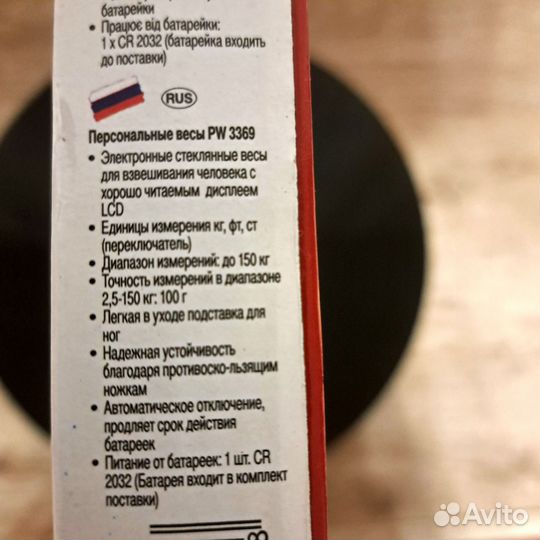 батарейки
• Працює від батарейки:
1 x CR 2032 (батарейка входить
до поставки)
RUS
Персональные весы PW 3369
• Электронные стеклянные весы
для взвешивания человека с
хорошо читаемым дисплеем
LCD
• Единицы измерения кг, фт, ст
(переключатель)
• Диапазон измерений: до 150 кг
• Точность измерений в диапазоне
2,5-150 кг: 100 г
• Легкая в уходе подставка для
ног
• Надежная устойчивость
благодаря противоско-льзящим
ножкам
• Автоматическое отключение,
продляет срок действия
батареек
• Питание от батареек: 1 шт. CR
2032 (Батарея входит в комплект
поставки)
8
Avito